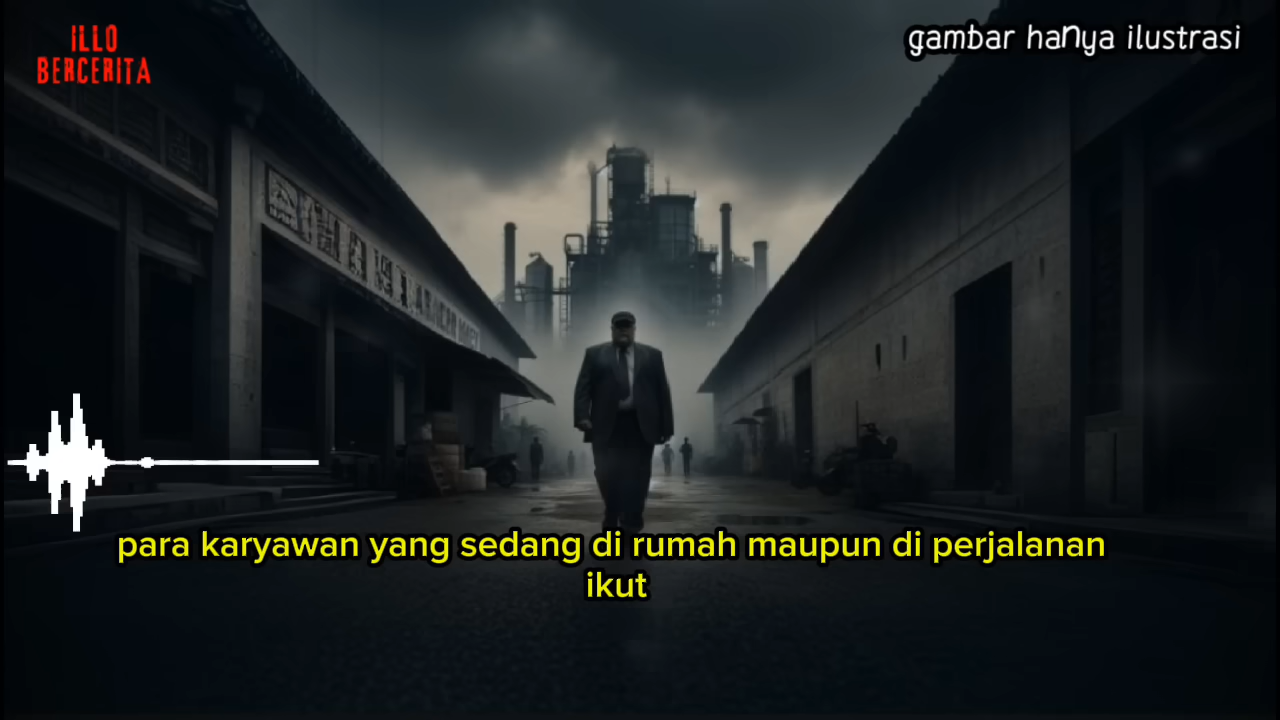 ILLO
BERCERITA
gambar hanya ilustrasi
para karyawan yang sedang di rumah maupun di perjalanan
ikut